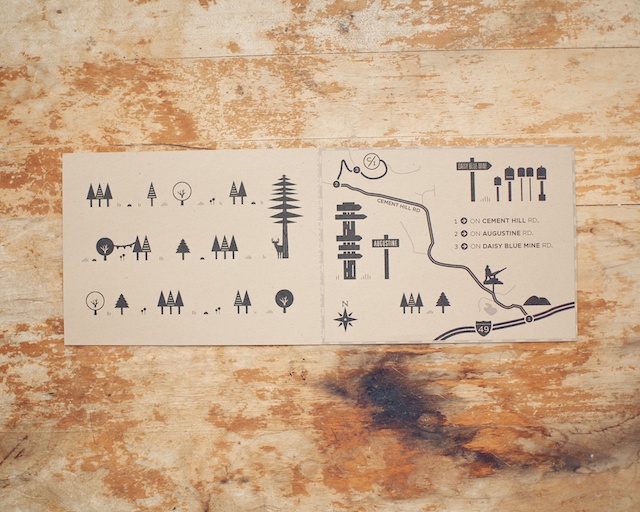 C/I
DAISY BLUE MINE
CEMENT HILL RD
1 → ON CEMENT HILL RD.
2 → ON AUGUSTINE RD.
3 → ON DAISY BLUE MINE RD.
AUGUSTINE
N
49